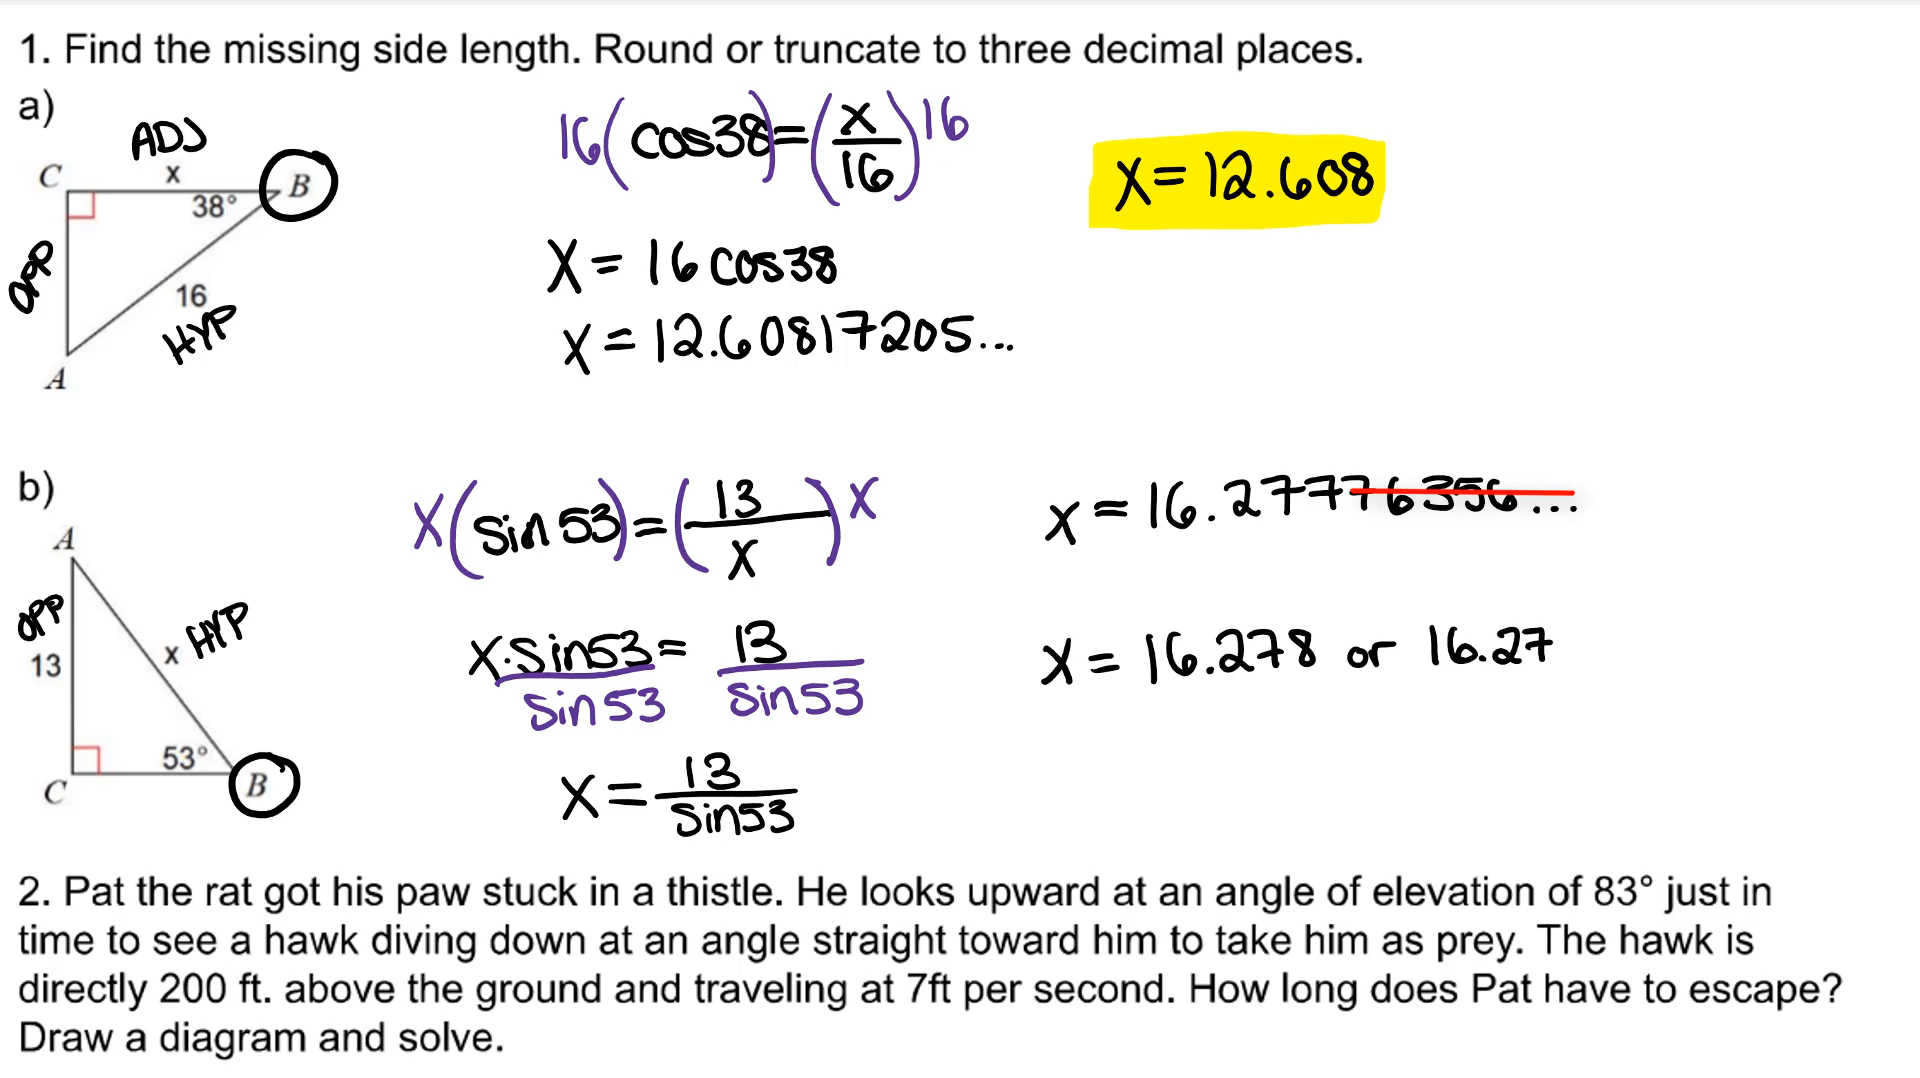 1. Find the missing side length. Round or truncate to three decimal places.
a)
ADJ
C x B
38°
OPP
16
HYP
A
16(cos38)=(x/16)16
x=12.608
x=16cos38
x=12.60817205...
b)
A
OPP
13
x HYP
53°
C B
x(sin53)=(13/x)x
x=16.27776356...
x·sin53/sin53=13/sin53
x=16.278 or 16.27
x=13/sin53
2. Pat the rat got his paw stuck in a thistle. He looks upward at an angle of elevation of 83° just in
time to see a hawk diving down at an angle straight toward him to take him as prey. The hawk is
directly 200 ft. above the ground and traveling at 7ft per second. How long does Pat have to escape?
Draw a diagram and solve.